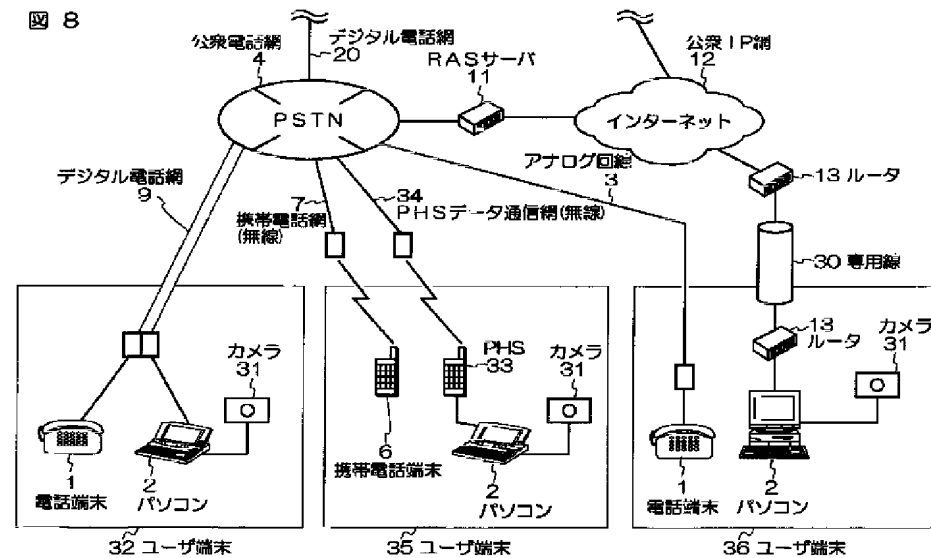 図 8
公衆電話網
4
デジタル電話網
20
RASサーバ
11
公衆IP網
12
PSTN
インターネット
デジタル電話網
9
7
携帯電話網
(無線)
34
PHSデータ通信網(無線)
アナログ回線
3
13 ルータ
30 専用線
13
ルータ
カメラ
31
PHS
33
カメラ
31
カメラ
31
1
電話端末
2
パソコン
6
携帯電話端末
2
パソコン
1
電話端末
2
パソコン
32 ユーザ端末
35 ユーザ端末
36 ユーザ端末